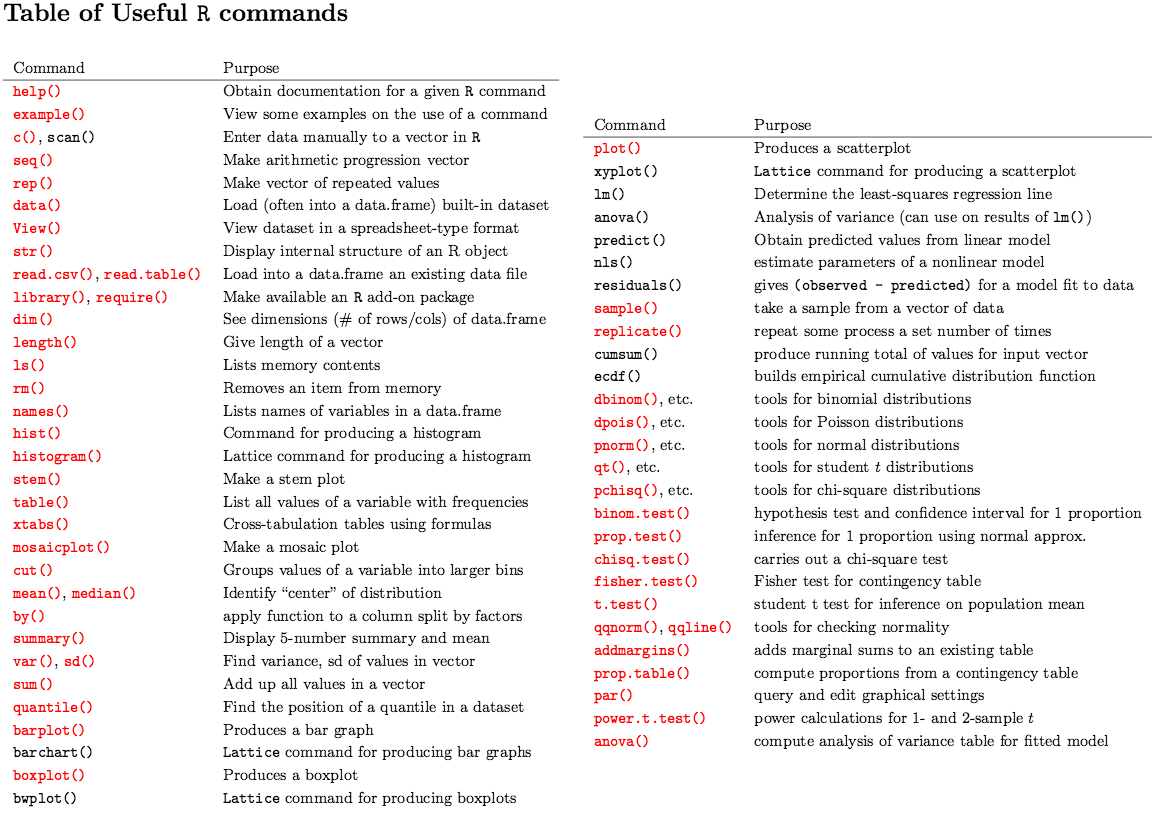 Table of Useful R commands
Command Purpose
help() Obtain documentation for a given R command
example() View some examples on the use of a command
c(), scan() Enter data manually to a vector in R
seq() Make arithmetic progression vector
rep() Make vector of repeated values
data() Load (often into a data.frame) built-in dataset
View() View dataset in a spreadsheet-type format
str() Display internal structure of an R object
read.csv(), read.table() Load into a data.frame an existing data file
library(), require() Make available an R add-on package
dim() See dimensions (# of rows/cols) of data.frame
length() Give length of a vector
ls() Lists memory contents
rm() Removes an item from memory
names() Lists names of variables in a data.frame
hist() Command for producing a histogram
histogram() Lattice command for producing a histogram
stem() Make a stem plot
table() List all values of a variable with frequencies
xtabs() Cross-tabulation tables using formulas
mosaicplot() Make a mosaic plot
cut() Groups values of a variable into larger bins
mean(), median() Identify “center” of distribution
by() apply function to a column split by factors
summary() Display 5-number summary and mean
var(), sd() Find variance, sd of values in vector
sum() Add up all values in a vector
quantile() Find the position of a quantile in a dataset
barplot() Produces a bar graph
barchart() Lattice command for producing bar graphs
boxplot() Produces a boxplot
bwplot() Lattice command for producing boxplots
Command Purpose
plot() Produces a scatterplot
xyplot() Lattice command for producing a scatterplot
lm() Determine the least-squares regression line
anova() Analysis of variance (can use on results of lm())
predict() Obtain predicted values from linear model
nls() estimate parameters of a nonlinear model
residuals() gives (observed - predicted) for a model fit to data
sample() take a sample from a vector of data
replicate() repeat some process a set number of times
cumsum() produce running total of values for input vector
ecdf() builds empirical cumulative distribution function
dbinom(), etc. tools for binomial distributions
dpois(), etc. tools for Poisson distributions
pnorm(), etc. tools for normal distributions
qt(), etc. tools for student t distributions
pchisq(), etc. tools for chi-square distributions
binom.test() hypothesis test and confidence interval for 1 proportion
prop.test() inference for 1 proportion using normal approx.
chisq.test() carries out a chi-square test
fisher.test() Fisher test for contingency table
t.test() student t test for inference on population mean
qqnorm(), qqline() tools for checking normality
addmargins() adds marginal sums to an existing table
prop.table() compute proportions from a contingency table
par() query and edit graphical settings
power.t.test() power calculations for 1- and 2-sample t
anova() compute analysis of variance table for fitted model